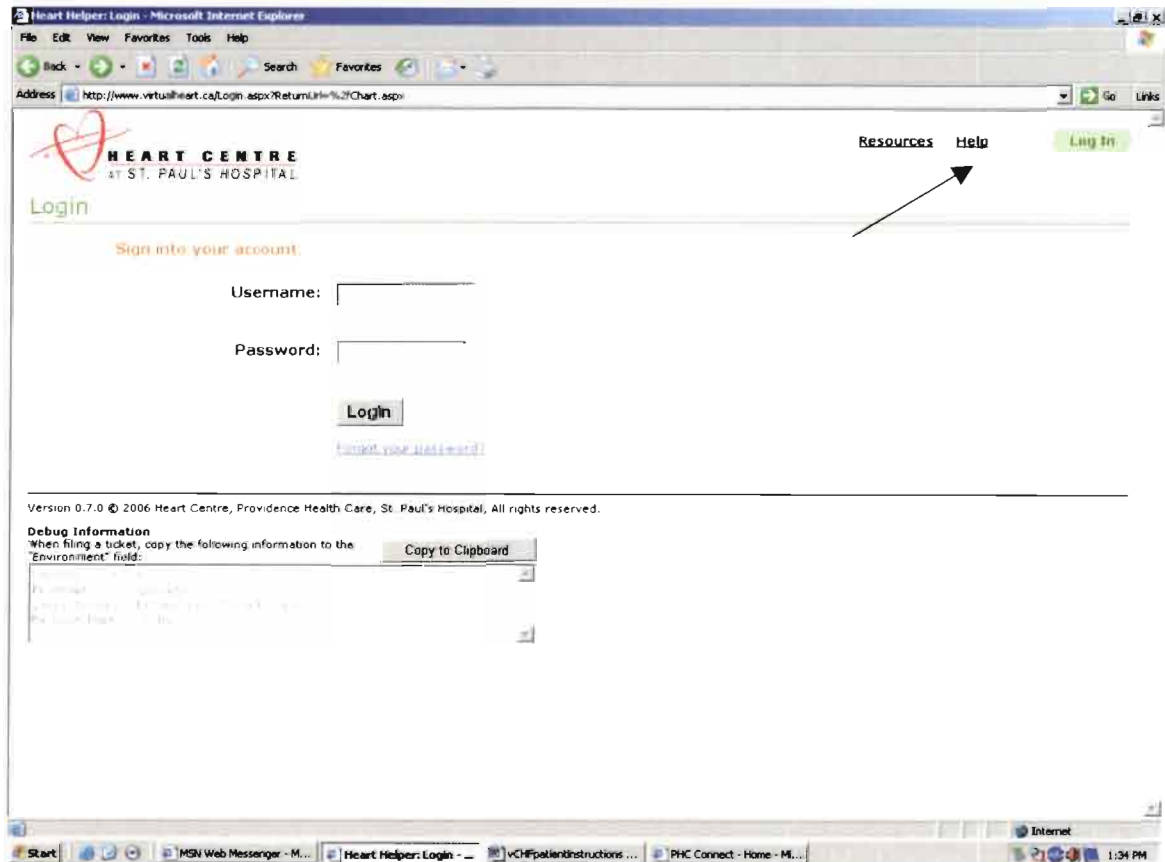 Heart Helper: Login - Microsoft Internet Explorer
File Edit View Favorites Tools Help
Back Search Favorites
Address http://www.virtualheart.ca/Login.aspx?ReturnUrl=%2fChart.aspx Go Links
HEART CENTRE
AT ST. PAUL'S HOSPITAL
Resources Help Log In
Login
Sign into your account.
Username:
Password:
Login
Forgot your password?
Version 0.7.0 © 2006 Heart Centre, Providence Health Care, St. Paul's Hospital, All rights reserved.
Debug Information
When filing a ticket, copy the following information to the
"Environment" field:
Copy to Clipboard
Internet
Start MSN Web Messenger - M... Heart Helper: Login - ... vCHFpatientinstructions ... PHC Connect - Home - Mi... 1:34 PM